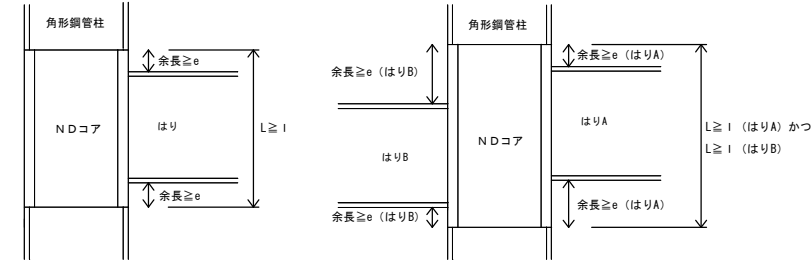 角形鋼管柱
余長≧e
NDコア
はり
L≧l
余長≧e
角形鋼管柱
余長≧e(はりA)
余長≧e(はりB)
NDコア
はりA
はりB
L≧l(はりA)かつ
L≧l(はりB)
余長≧e(はりA)
余長≧e(はりB)